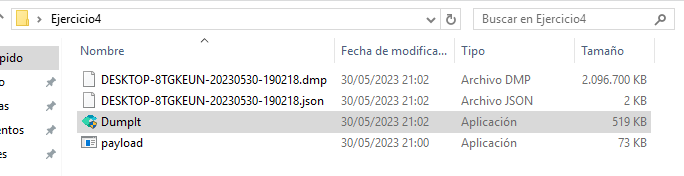 Ejercicio4
Buscar en Ejercicio4
pido
Nombre
Fecha de modifica...
Tipo
Tamaño
DESKTOP-8TGKEUN-20230530-190218.dmp
30/05/2023 21:02
Archivo DMP
2.096.700 KB
as
DESKTOP-8TGKEUN-20230530-190218.json
30/05/2023 21:02
Archivo JSON
2 KB
entos
DumpIt
30/05/2023 21:02
Aplicación
519 KB
es
payload
30/05/2023 21:00
Aplicación
73 KB